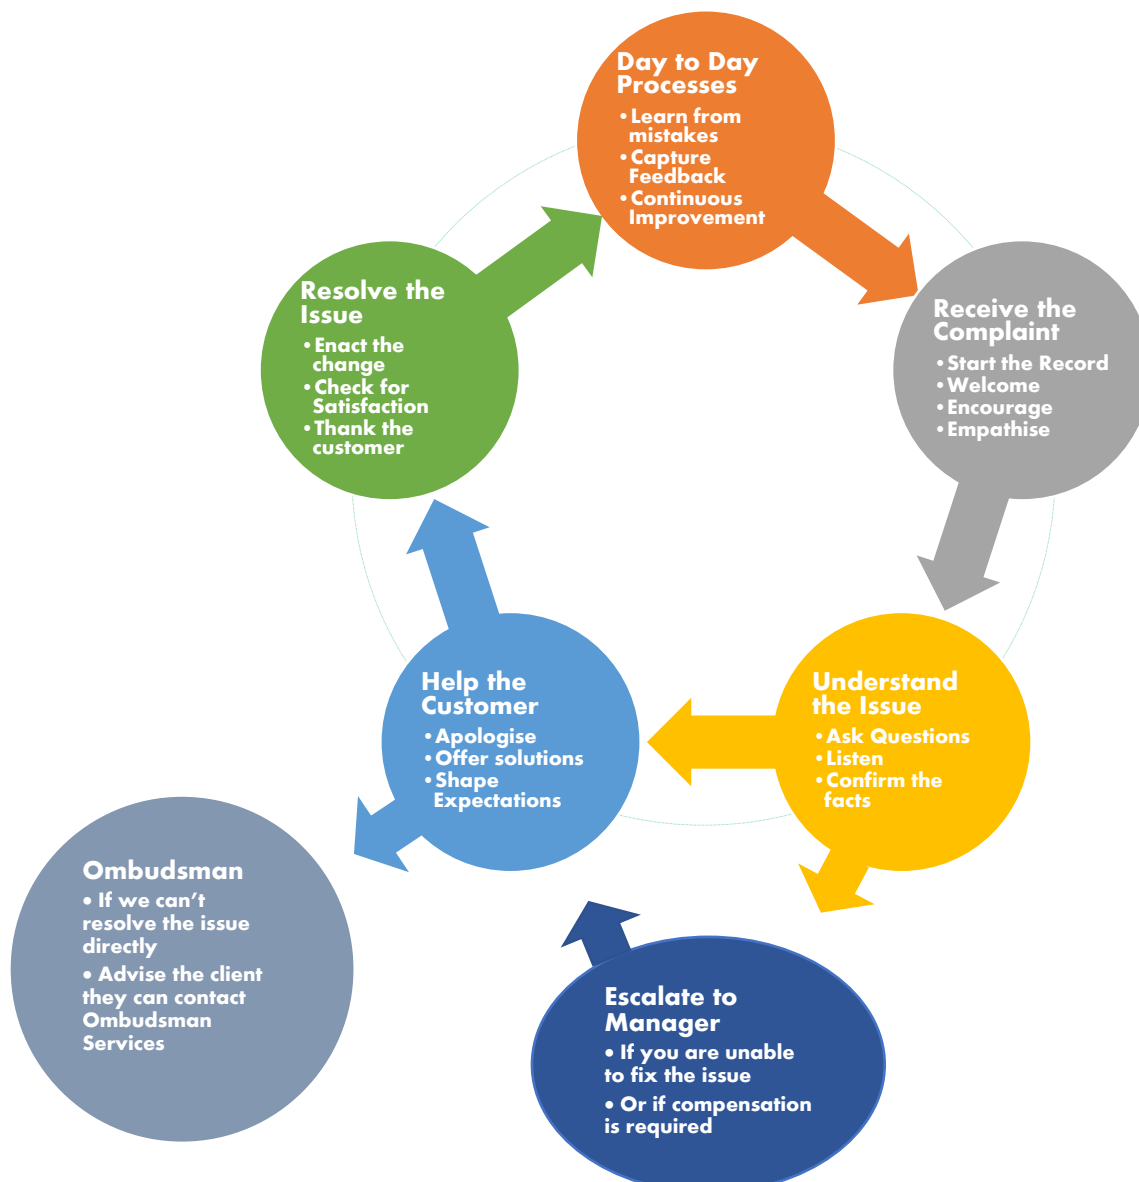 Day to Day
Processes
• Learn from
mistakes
• Capture
Feedback
• Continuous
Improvement
Receive the
Complaint
• Start the Record
• Welcome
• Encourage
• Empathise
Understand
the Issue
• Ask Questions
• Listen
• Confirm the
facts
Escalate to
Manager
• If you are unable
to fix the issue
• Or if compensation
is required
Help the
Customer
• Apologise
• Offer solutions
• Shape
Expectations
Ombudsman
• If we can’t
resolve the issue
directly
• Advise the client
they can contact
Ombudsman
Services
Resolve the
Issue
• Enact the
change
• Check for
Satisfaction
• Thank the
customer